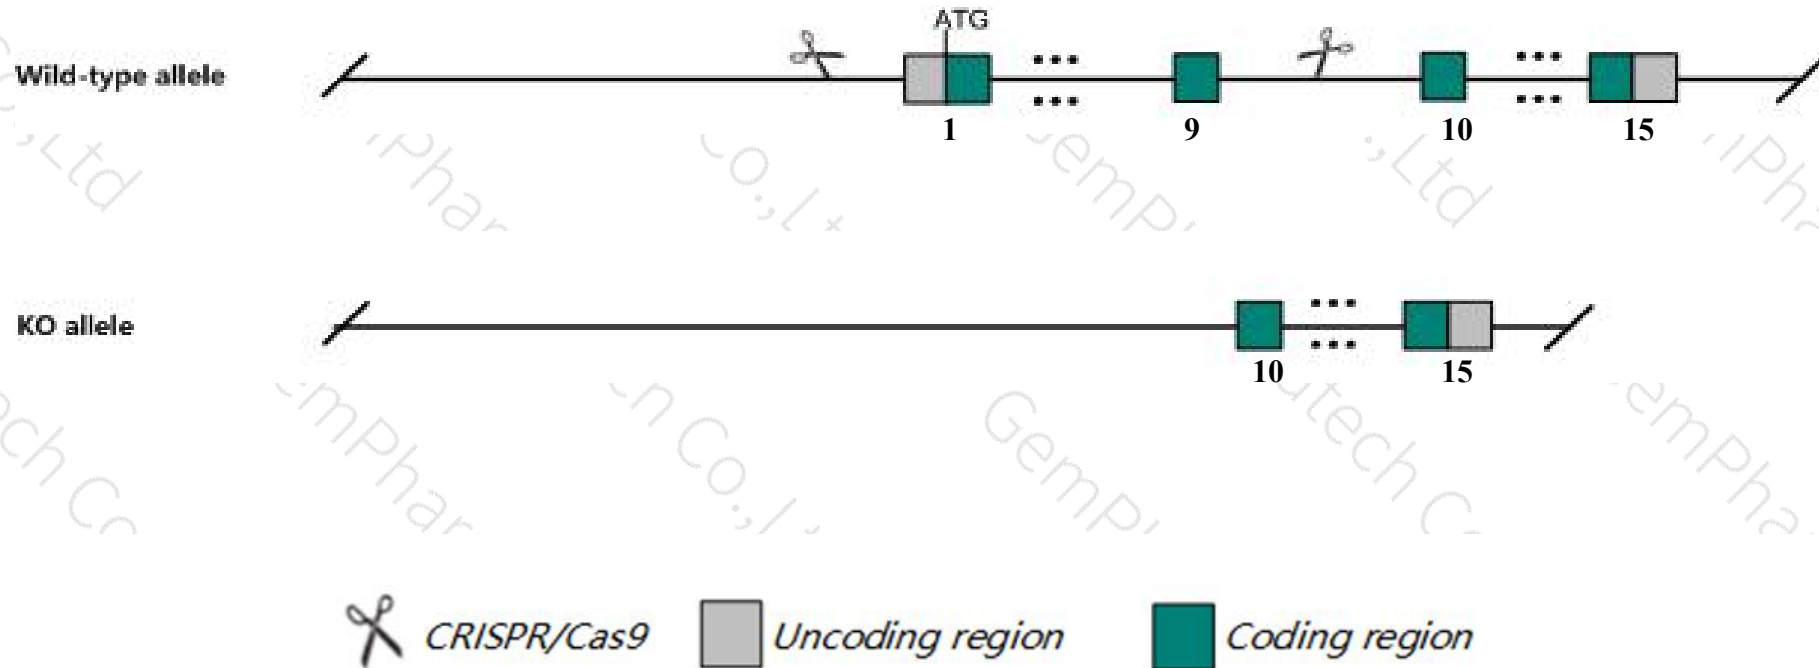 ATG
Wild-type allele
1 9 10 15
KO allele
10 15
CRISPR/Cas9 Uncoding region Coding region